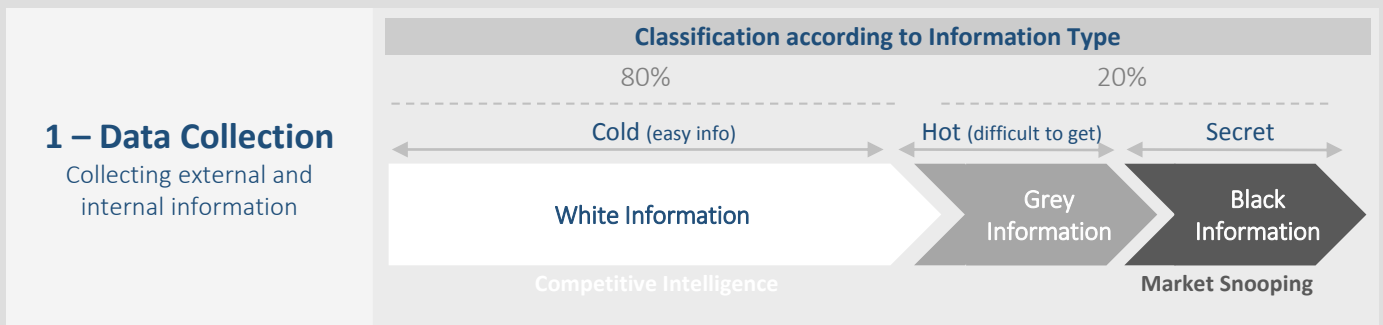 1 – Data Collection
Collecting external and
internal information
Classification according to Information Type
80%
20%
Cold (easy info)
Hot (difficult to get)
Secret
White Information
Grey
Information
Black
Information
Competitive Intelligence
Market Snooping